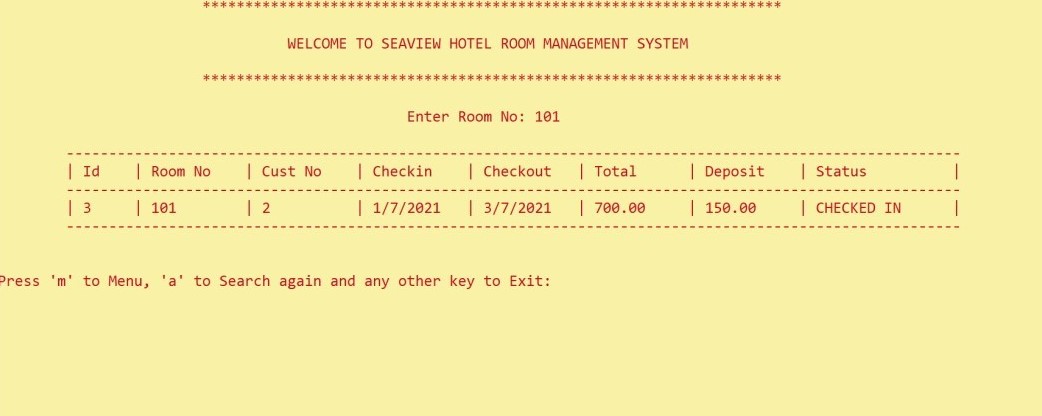 ********************************************************************
WELCOME TO SEAVIEW HOTEL ROOM MANAGEMENT SYSTEM
********************************************************************
Enter Room No: 101
---------------------------------------------------------------------------------------------------------
| Id | Room No | Cust No | Checkin | Checkout | Total | Deposit | Status |
---------------------------------------------------------------------------------------------------------
| 3 | 101 | 2 | 1/7/2021 | 3/7/2021 | 700.00 | 150.00 | CHECKED IN |
---------------------------------------------------------------------------------------------------------
Press 'm' to Menu, 'a' to Search again and any other key to Exit: